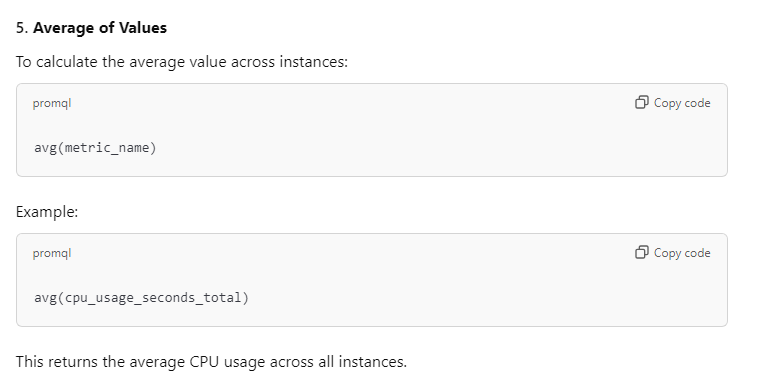 5. Average of Values
To calculate the average value across instances:
promql
Copy code
avg(metric_name)
Example:
promql
Copy code
avg(cpu_usage_seconds_total)
This returns the average CPU usage across all instances.